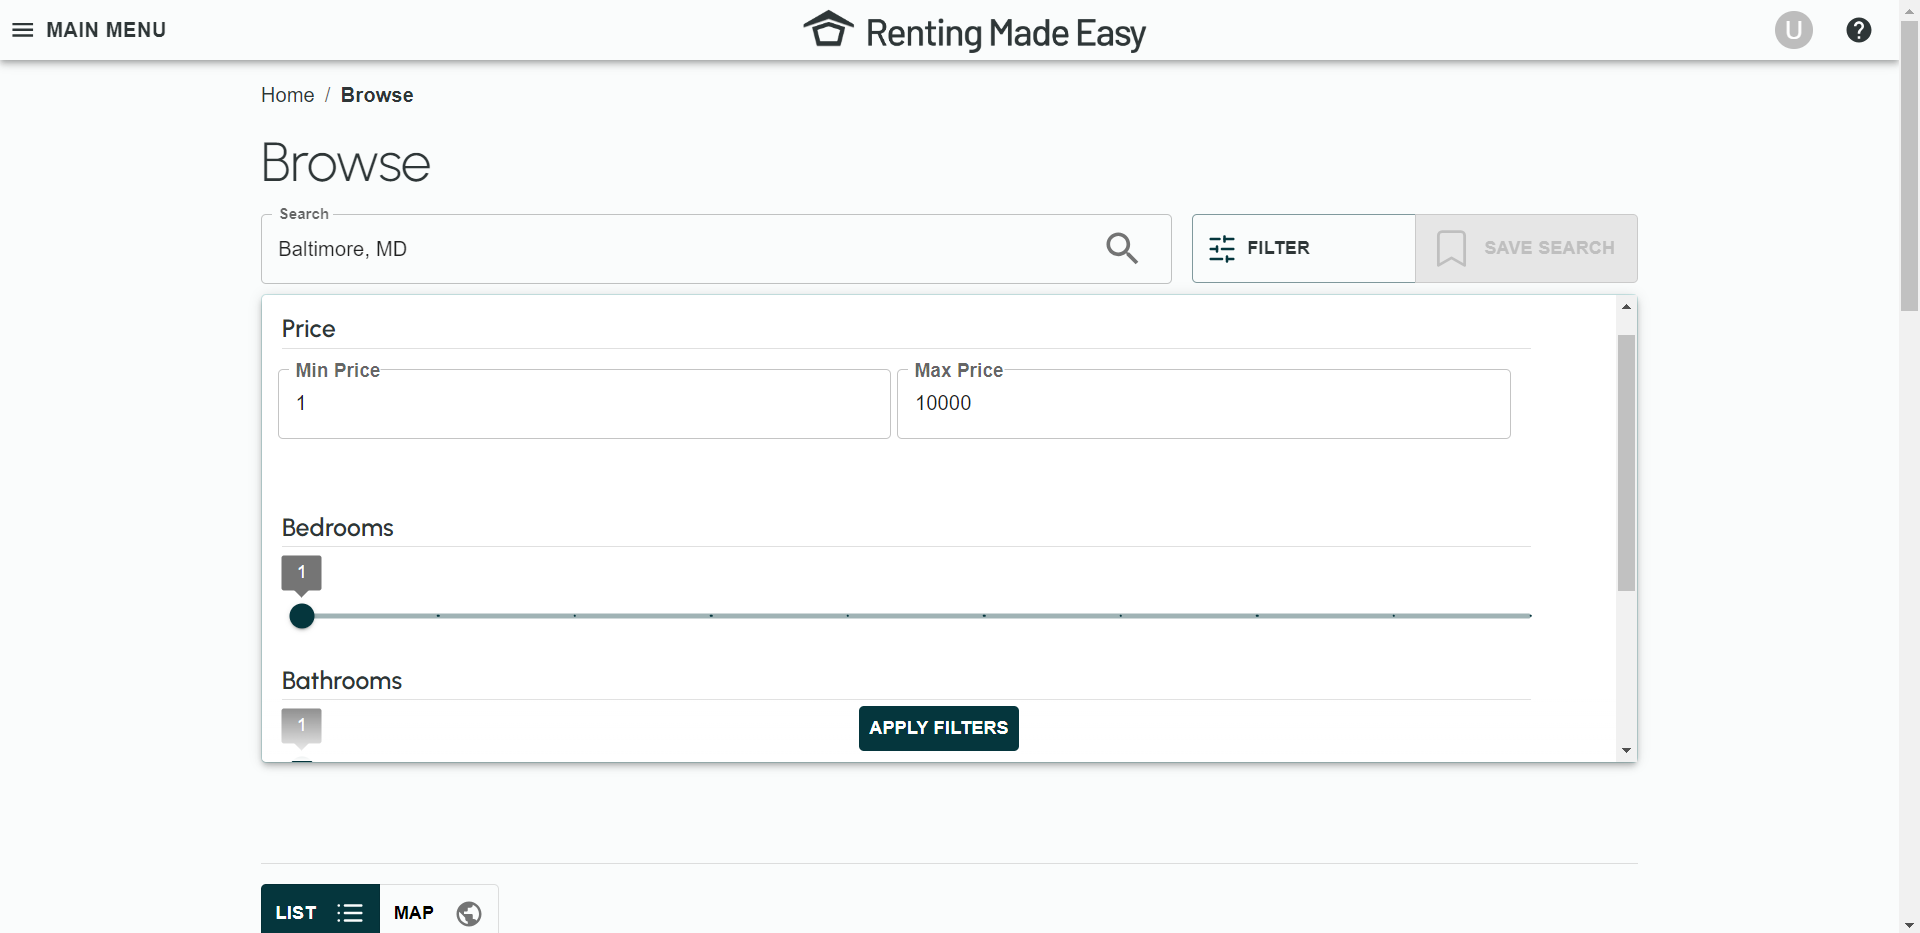 MAIN MENU
Renting Made Easy
U
?
Home / Browse
Browse
Search
Baltimore, MD
FILTER
SAVE SEARCH
Price
Min Price
1
Max Price
10000
Bedrooms
1
Bathrooms
1
APPLY FILTERS
LIST
MAP